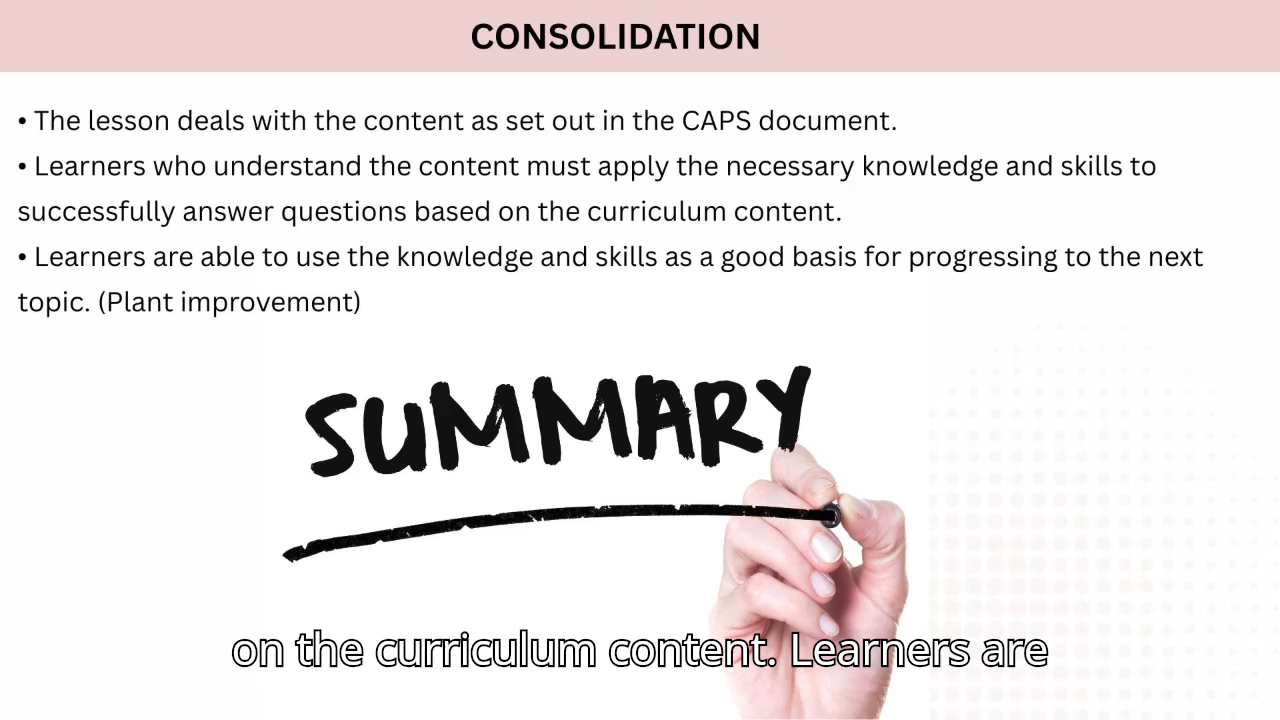 CONSOLIDATION
• The lesson deals with the content as set out in the CAPS document.
• Learners who understand the content must apply the necessary knowledge and skills to
successfully answer questions based on the curriculum content.
• Learners are able to use the knowledge and skills as a good basis for progressing to the next
topic. (Plant improvement)
SUMMARY
on the curriculum content. Learners are